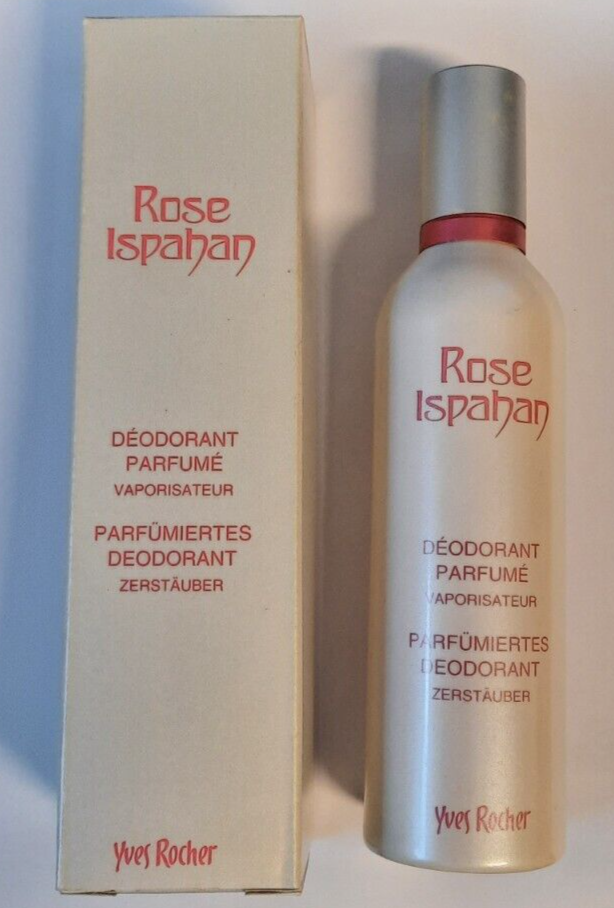 Rose
Ispahan
DÉODORANT
PARFUMÉ
VAPORISATEUR
PARFÜMIERTES
DEODORANT
ZERSTÄUBER
Yves Rocher
Rose
Ispahan
DÉODORANT
PARFUMÉ
VAPORISATEUR
PARFÜMIERTES
DEODORANT
ZERSTÄUBER
Yves Rocher